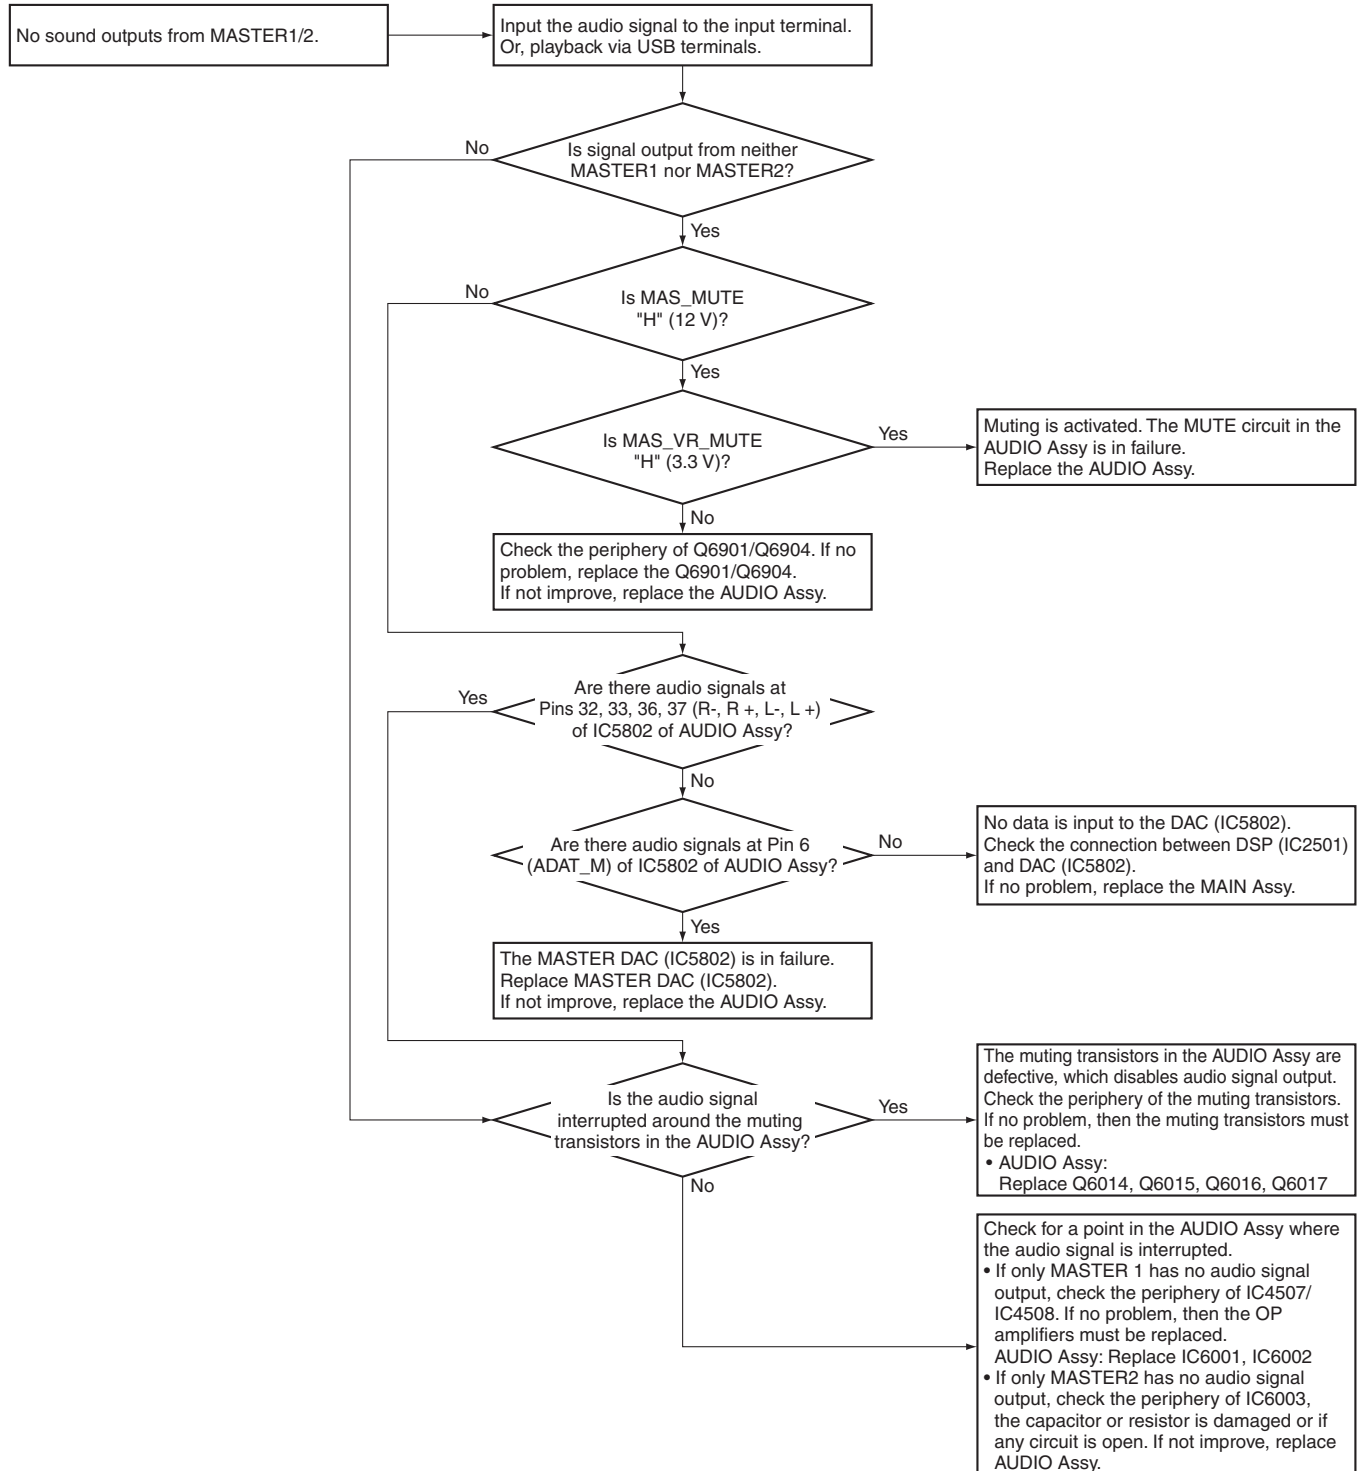 No sound outputs from MASTER1/2.
Input the audio signal to the input terminal.
Or, playback via USB terminals.
No
Is signal output from neither
MASTER1 nor MASTER2?
Yes
No
Is MAS_MUTE
"H" (12 V)?
Yes
Is MAS_VR_MUTE
"H" (3.3 V)?
Yes
Muting is activated. The MUTE circuit in the
AUDIO Assy is in failure.
Replace the AUDIO Assy.
No
Check the periphery of Q6901/Q6904. If no
problem, replace the Q6901/Q6904.
If not improve, replace the AUDIO Assy.
Yes
Are there audio signals at
Pins 32, 33, 36, 37 (R-, R +, L-, L +)
of IC5802 of AUDIO Assy?
No
Are there audio signals at Pin 6
(ADAT_M) of IC5802 of AUDIO Assy?
No
No data is input to the DAC (IC5802).
Check the connection between DSP (IC2501)
and DAC (IC5802).
If no problem, replace the MAIN Assy.
Yes
The MASTER DAC (IC5802) is in failure.
Replace MASTER DAC (IC5802).
If not improve, replace the AUDIO Assy.
Is the audio signal
interrupted around the muting
transistors in the AUDIO Assy?
Yes
The muting transistors in the AUDIO Assy are
defective, which disables audio signal output.
Check the periphery of the muting transistors.
If no problem, then the muting transistors must
be replaced.
• AUDIO Assy:
Replace Q6014, Q6015, Q6016, Q6017
No
Check for a point in the AUDIO Assy where
the audio signal is interrupted.
• If only MASTER 1 has no audio signal
output, check the periphery of IC4507/
IC4508. If no problem, then the OP
amplifiers must be replaced.
AUDIO Assy: Replace IC6001, IC6002
• If only MASTER2 has no audio signal
output, check the periphery of IC6003,
the capacitor or resistor is damaged or if
any circuit is open. If not improve, replace
AUDIO Assy.